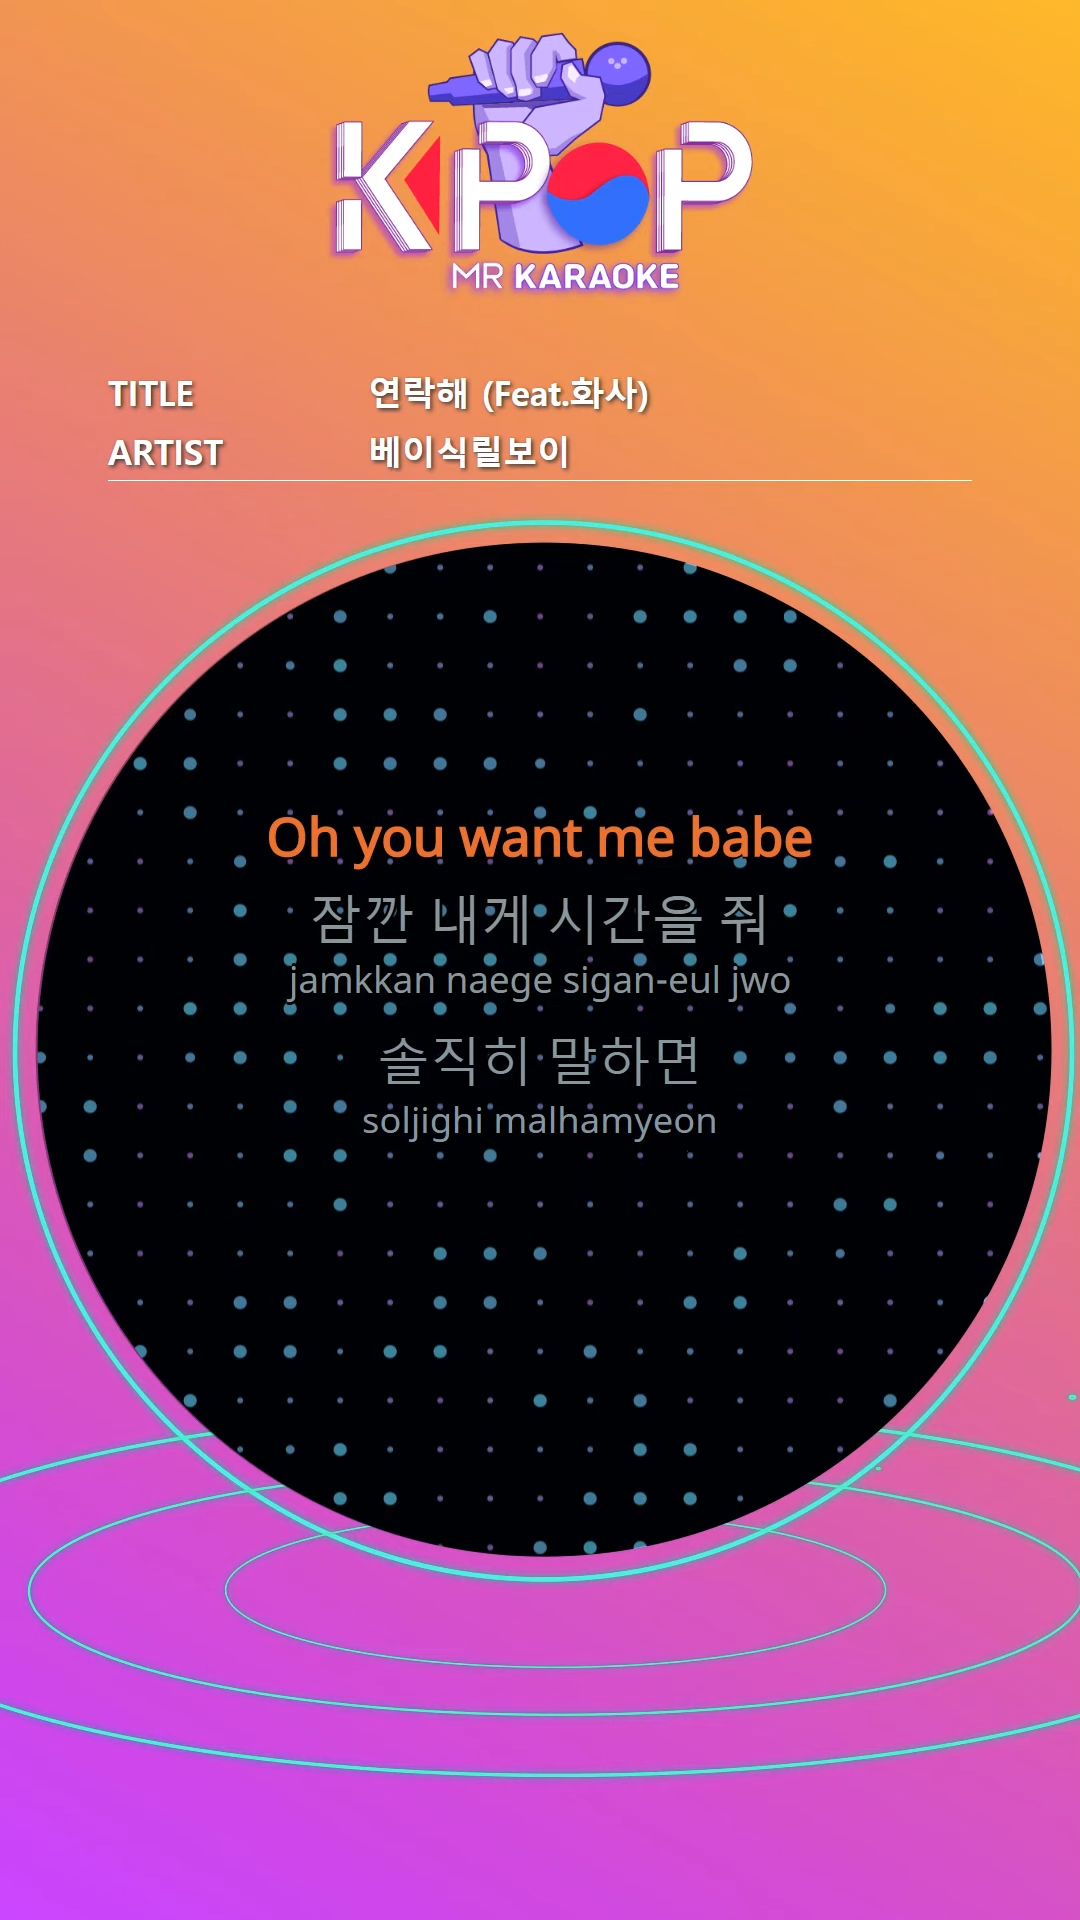 KPOP
MR KARAOKE
TITLE 연락해 (Feat.화사)
ARTIST 베이식릴보이
Oh you want me babe
잠깐 내게 시간을 줘
jamkkan naege sigan-eul jwo
솔직히 말하면
soljighi malhamyeon